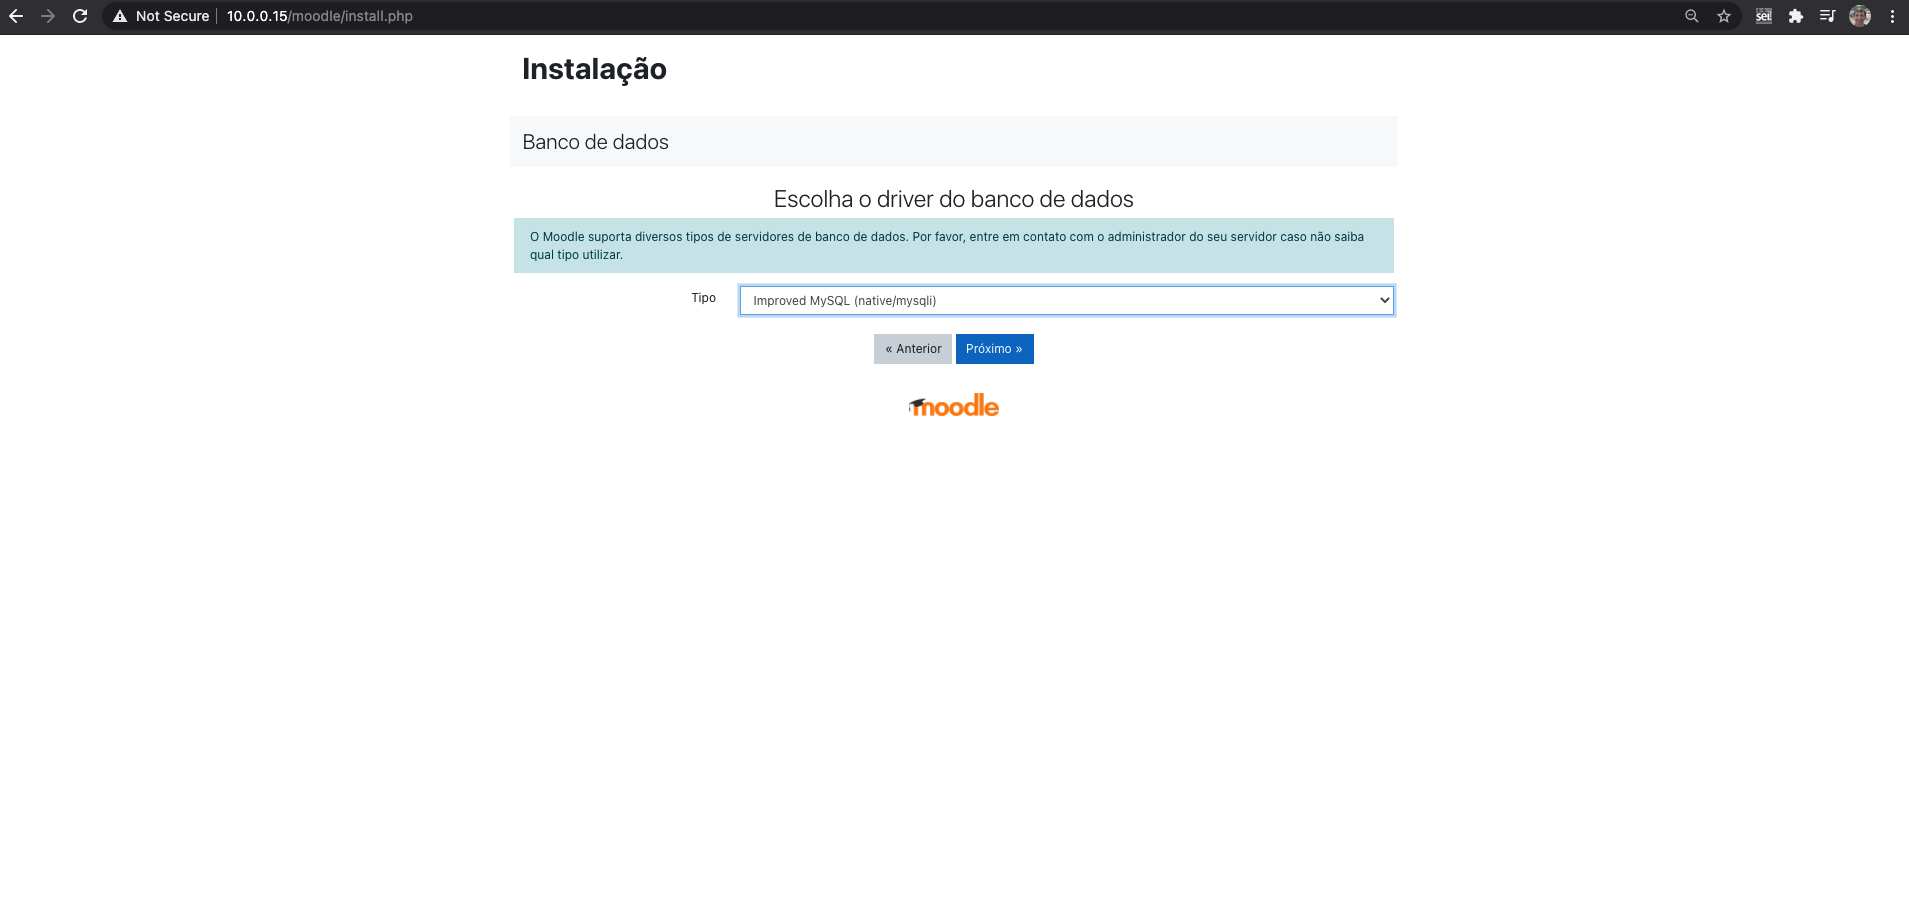 Not Secure
10.0.0.15/moodle/install.php
sei!
Instalação
Banco de dados
Escolha o driver do banco de dados
O Moodle suporta diversos tipos de servidores de banco de dados. Por favor, entre em contato com o administrador do seu servidor caso não saiba
qual tipo utilizar.
Tipo
Improved MySQL (native/mysqli)
« Anterior
Próximo »
moodle